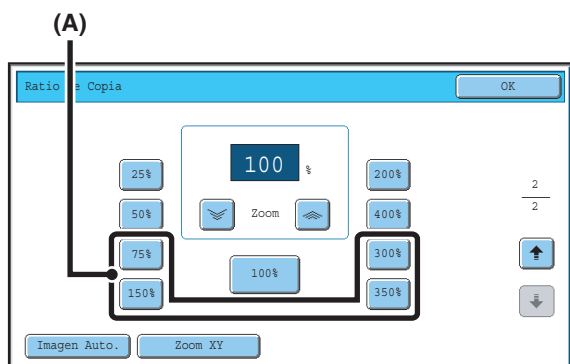 (A)
Ratio de Copia
OK
100 %
25%
200%
2
2
50%
Zoom
400%
75%
300%
100%
150%
350%
Imagen Auto.
Zoom XY